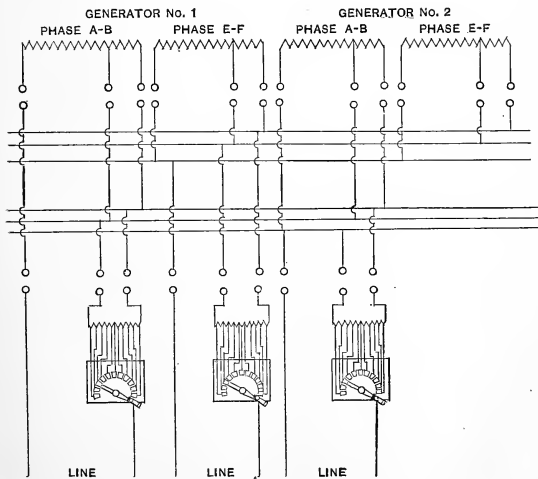 GENERATOR No. 1 GENERATOR No. 2
PHASE A-B PHASE E-F PHASE A-B PHASE E-F
LINE LINE LINE